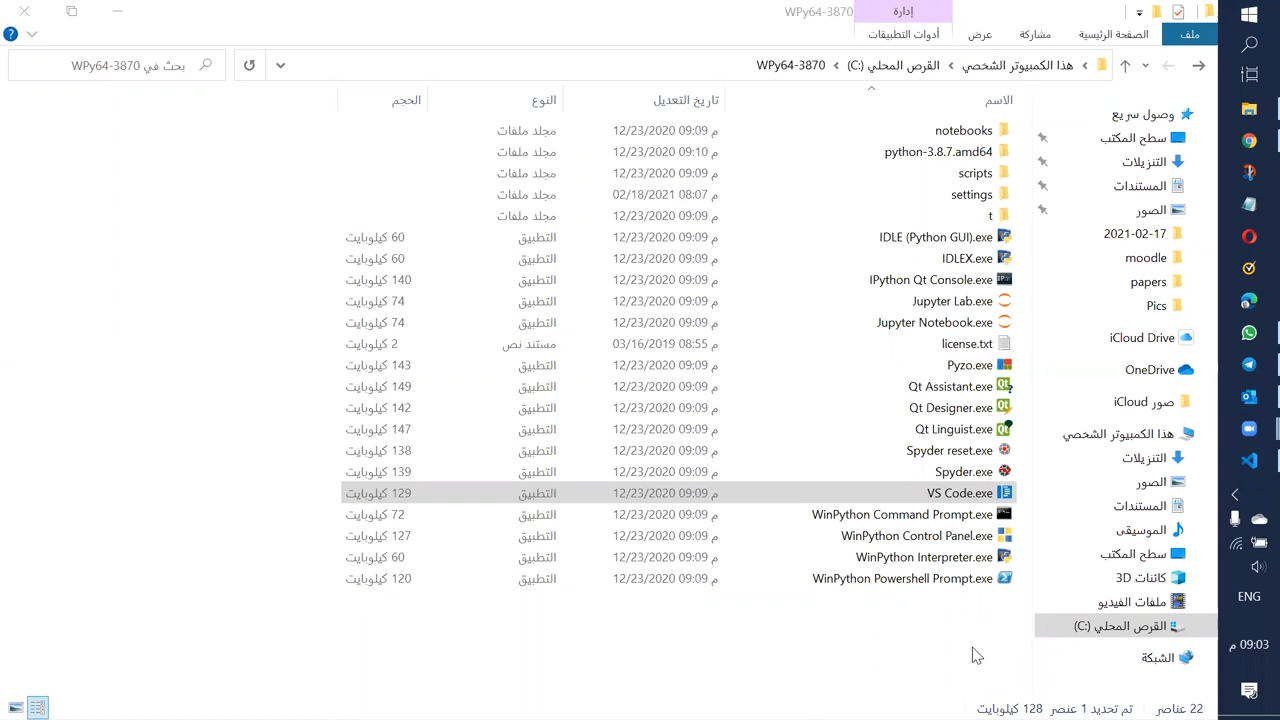 WPy64-3870
إدارة
ملف
الصفحة الرئيسية
مشاركة
عرض
أدوات التطبيقات
هذا الكمبيوتر الشخصي
القرص المحلي (C:)
WPy64-3870
بحث في WPy64-3870
الاسم
تاريخ التعديل
النوع
الحجم
notebooks 12/23/2020 09:09 م مجلد ملفات
python-3.8.7.amd64 12/23/2020 09:10 م مجلد ملفات
scripts 12/23/2020 09:09 م مجلد ملفات
settings 02/18/2021 08:07 م مجلد ملفات
t 12/23/2020 09:09 م مجلد ملفات
IDLE (Python GUI).exe 12/23/2020 09:09 م التطبيق 60 كيلوبايت
IDLEX.exe 12/23/2020 09:09 م التطبيق 60 كيلوبايت
IPython Qt Console.exe 12/23/2020 09:09 م التطبيق 140 كيلوبايت
Jupyter Lab.exe 12/23/2020 09:09 م التطبيق 74 كيلوبايت
Jupyter Notebook.exe 12/23/2020 09:09 م التطبيق 74 كيلوبايت
license.txt 03/16/2019 08:55 م مستند نص 2 كيلوبايت
Pyzo.exe 12/23/2020 09:09 م التطبيق 143 كيلوبايت
Qt Assistant.exe 12/23/2020 09:09 م التطبيق 149 كيلوبايت
Qt Designer.exe 12/23/2020 09:09 م التطبيق 142 كيلوبايت
Qt Linguist.exe 12/23/2020 09:09 م التطبيق 147 كيلوبايت
Spyder reset.exe 12/23/2020 09:09 م التطبيق 138 كيلوبايت
Spyder.exe 12/23/2020 09:09 م التطبيق 139 كيلوبايت
VS Code.exe 12/23/2020 09:09 م التطبيق 129 كيلوبايت
WinPython Command Prompt.exe 12/23/2020 09:09 م التطبيق 72 كيلوبايت
WinPython Control Panel.exe 12/23/2020 09:09 م التطبيق 127 كيلوبايت
WinPython Interpreter.exe 12/23/2020 09:09 م التطبيق 60 كيلوبايت
WinPython Powershell Prompt.exe 12/23/2020 09:09 م التطبيق 120 كيلوبايت
وصول سريع
سطح المكتب
التنزيلات
المستندات
الصور
2021-02-17
moodle
papers
Pics
iCloud Drive
OneDrive
صور iCloud
هذا الكمبيوتر الشخصي
التنزيلات
الصور
المستندات
الموسيقى
سطح المكتب
كائنات 3D
ملفات الفيديو
القرص المحلي (C:)
الشبكة
22 عناصر
تم تحديد 1 عنصر 128 كيلوبايت
ENG
09:03 م